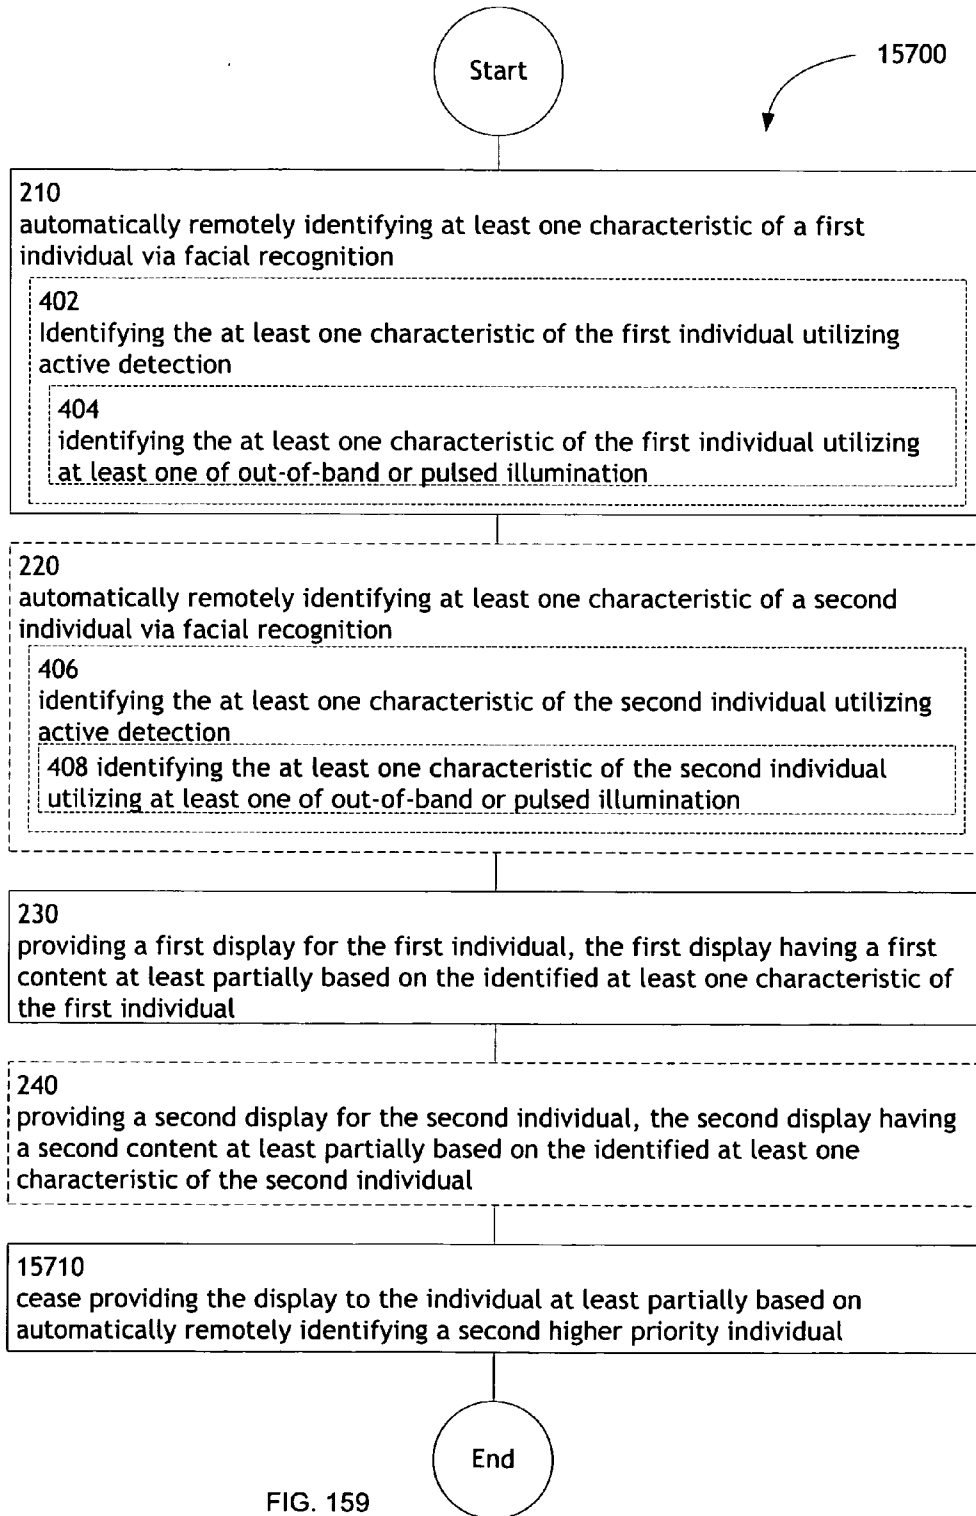 Start
15700
210
automatically remotely identifying at least one characteristic of a first
individual via facial recognition
402
Identifying the at least one characteristic of the first individual utilizing
active detection
404
identifying the at least one characteristic of the first individual utilizing
at least one of out-of-band or pulsed illumination
220
automatically remotely identifying at least one characteristic of a second
individual via facial recognition
406
identifying the at least one characteristic of the second individual utilizing
active detection
408 identifying the at least one characteristic of the second individual
utilizing at least one of out-of-band or pulsed illumination
230
providing a first display for the first individual, the first display having a first
content at least partially based on the identified at least one characteristic of
the first individual
240
providing a second display for the second individual, the second display having
a second content at least partially based on the identified at least one
characteristic of the second individual
15710
cease providing the display to the individual at least partially based on
automatically remotely identifying a second higher priority individual
End
FIG. 159